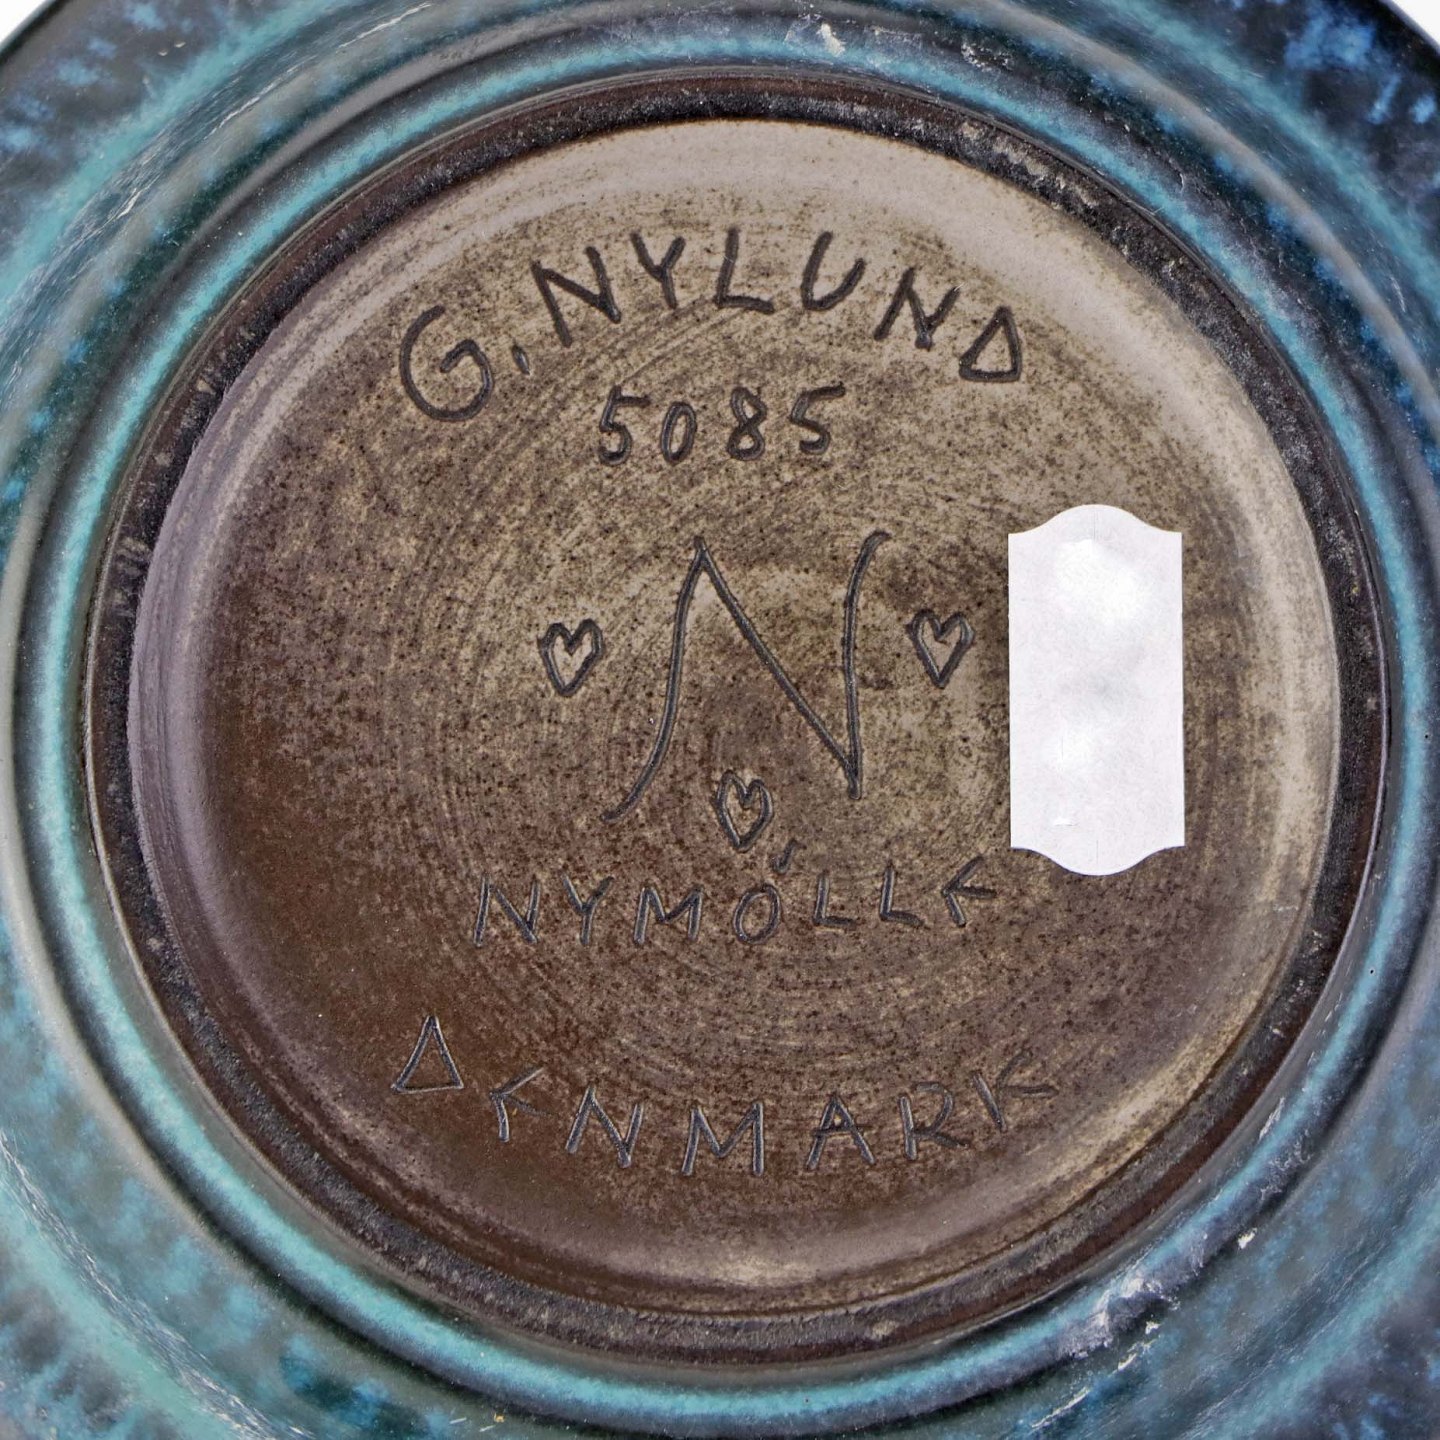 G. NYLUND
5085
N
NYMÖLLE
DENMARK